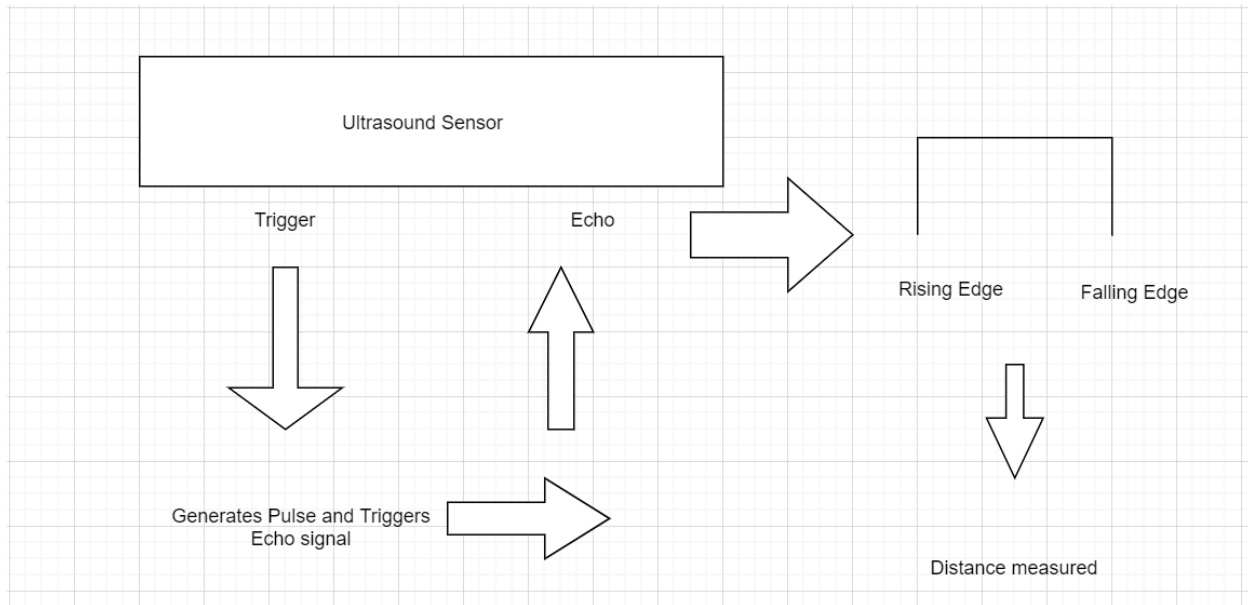 Ultrasound Sensor
Trigger
Echo
Rising Edge
Falling Edge
Generates Pulse and Triggers
Echo signal
Distance measured